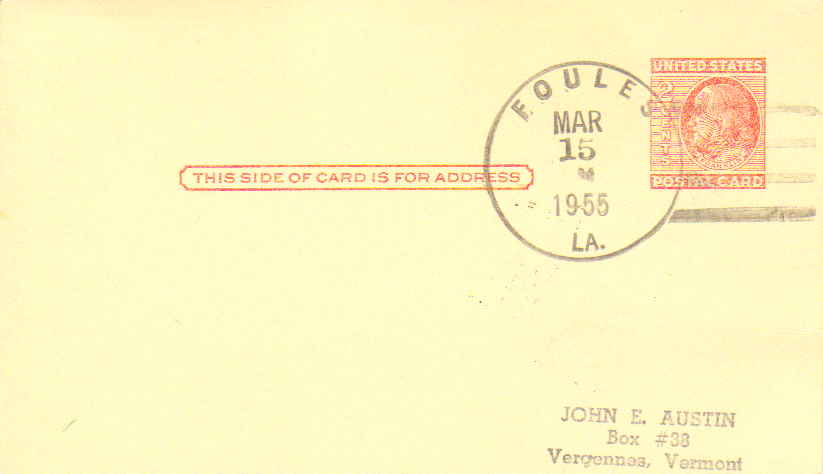 UNITED STATES
2 CENTS
POSTAL CARD
FOULES
MAR
15
1955
LA.
THIS SIDE OF CARD IS FOR ADDRESS
JOHN E. AUSTIN
Box #38
Vergennes, Vermont